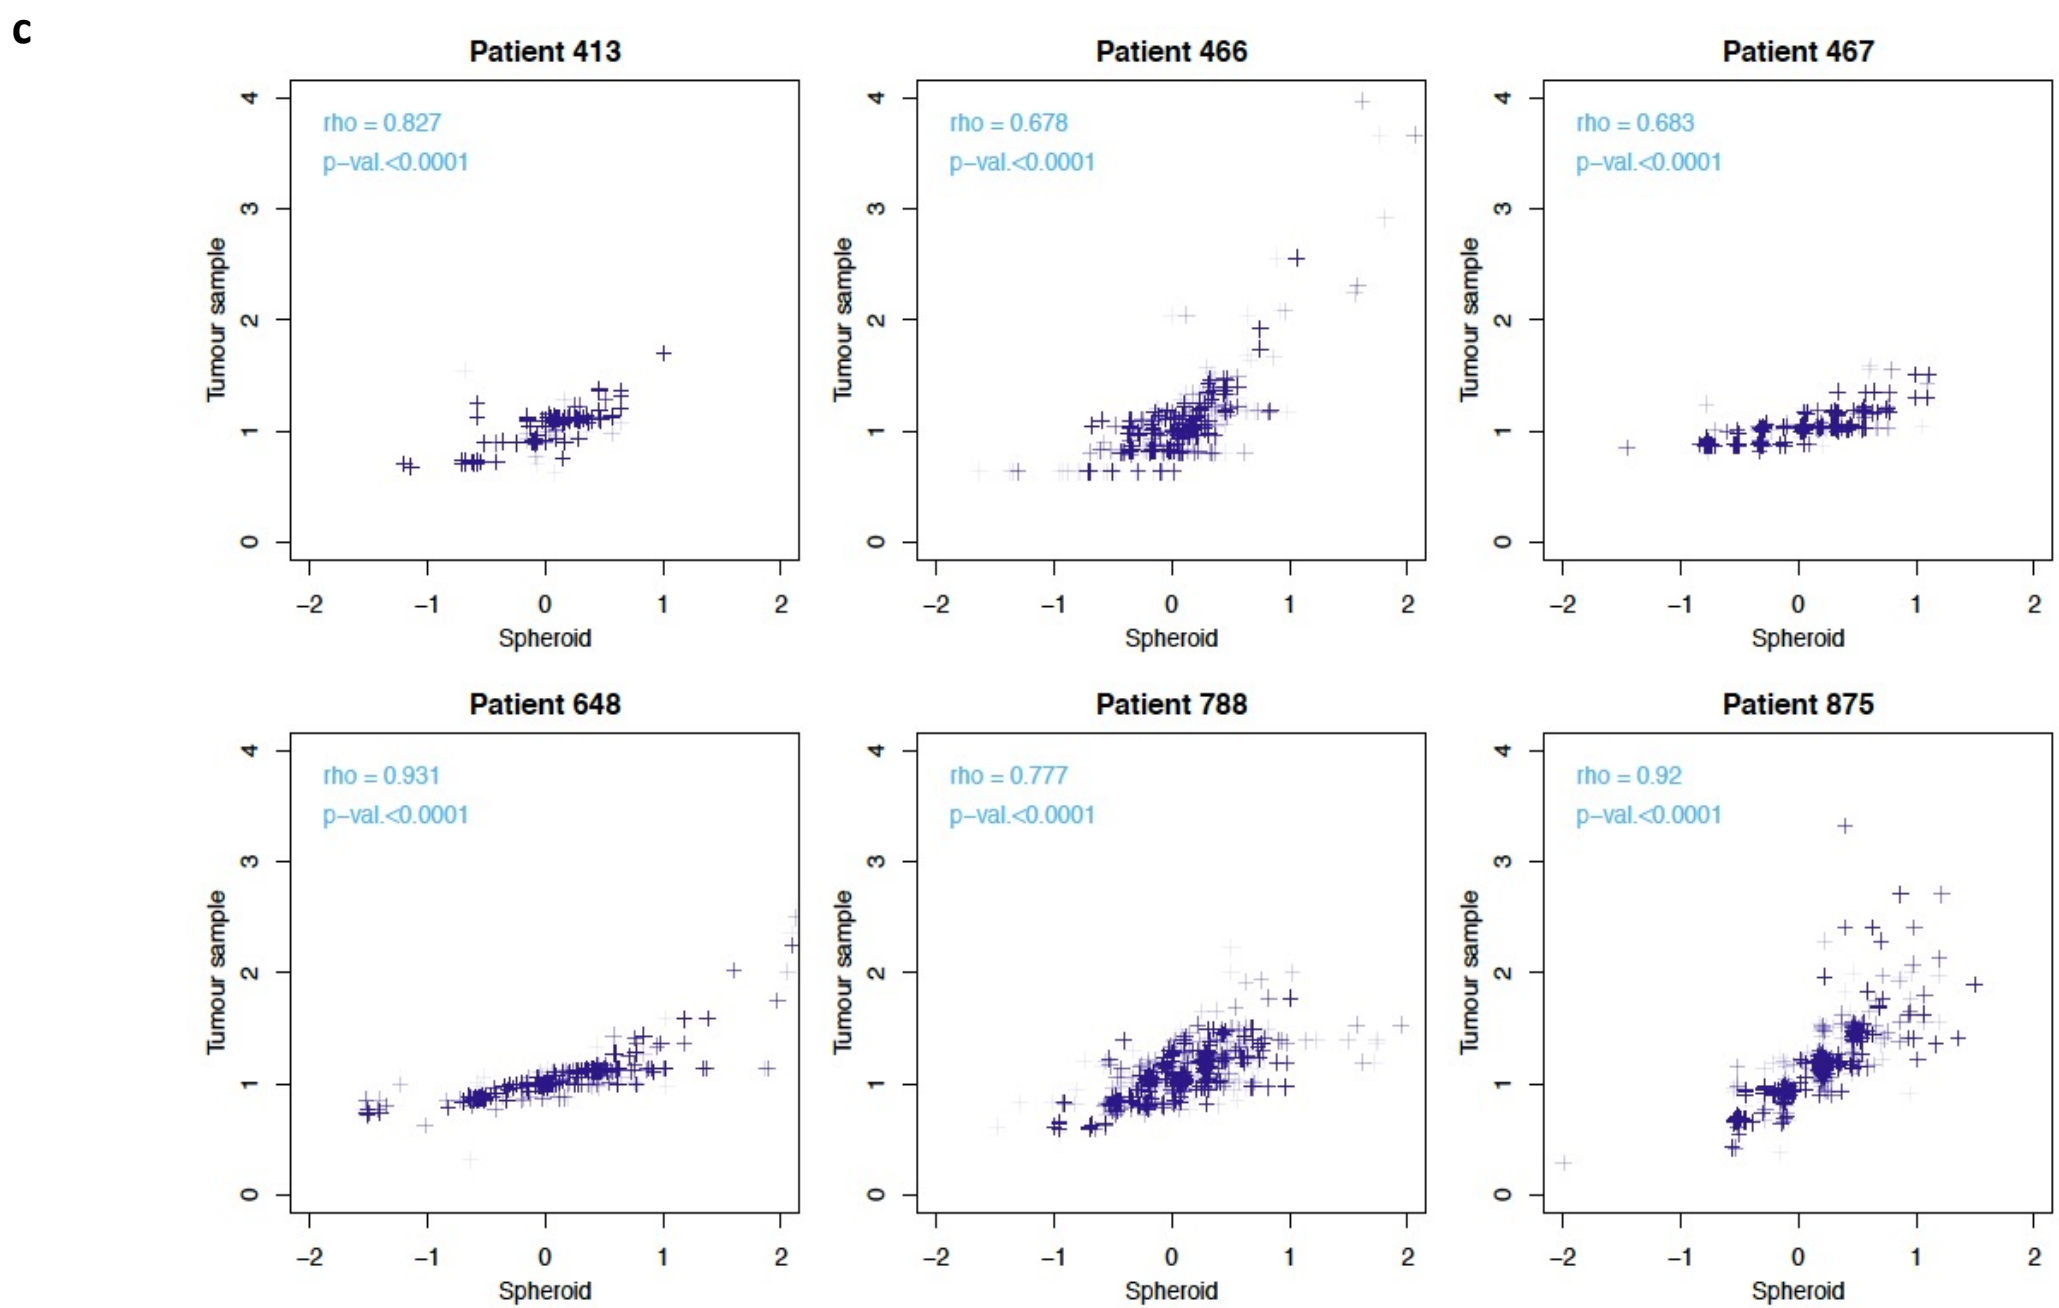 c
Patient 413
Patient 466
Patient 467
4
3
2
1
0
Tumour sample
rho = 0.827
p-val.<0.0001
−2 −1 0 1 2
Spheroid
4
3
2
1
0
Tumour sample
rho = 0.678
p-val.<0.0001
−2 −1 0 1 2
Spheroid
4
3
2
1
0
Tumour sample
rho = 0.683
p-val.<0.0001
−2 −1 0 1 2
Spheroid
Patient 648
Patient 788
Patient 875
4
3
2
1
0
Tumour sample
rho = 0.931
p-val.<0.0001
−2 −1 0 1 2
Spheroid
4
3
2
1
0
Tumour sample
rho = 0.777
p-val.<0.0001
−2 −1 0 1 2
Spheroid
4
3
2
1
0
Tumour sample
rho = 0.92
p-val.<0.0001
−2 −1 0 1 2
Spheroid